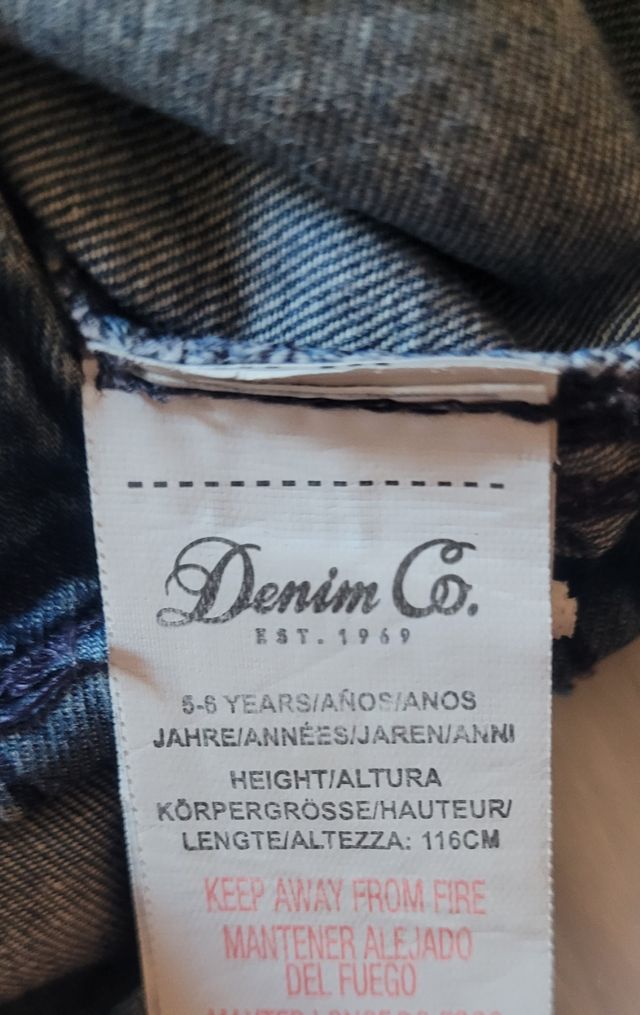 Denim Co.
EST. 1969
5-6 YEARS/AÑOS/ANOS
JAHRE/ANNÉES/JAREN/ANNI
HEIGHT/ALTURA
KÖRPERGRÖSSE/HAUTEUR/
LENGTE/ALTEZZA: 116CM
KEEP AWAY FROM FIRE
MANTENER ALEJADO
DEL FUEGO